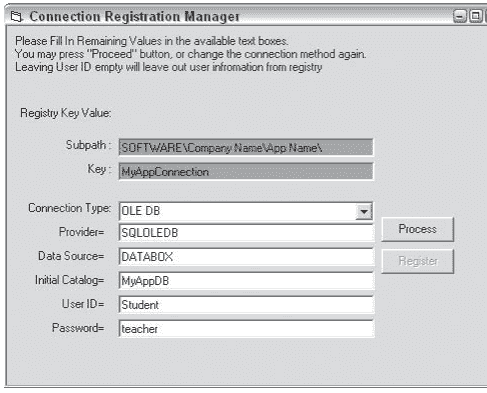 Connection Registration Manager
Please Fill In Remaining Values in the available text boxes.
You may press "Proceed" button, or change the connection method again.
Leaving User ID empty will leave out user infromation from registry
Registry Key Value:
Subpath : SOFTWARE\Company Name\App Name\
Key : MyAppConnection
Connection Type: OLE DB
Provider= SQLOLEDB
Process
Data Source= DATABOX
Register
Initial Catalog= MyAppDB
User ID= Student
Password= teacher